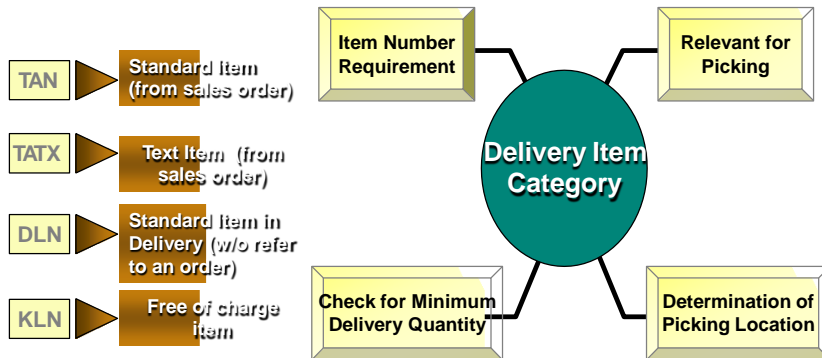 TAN
Standard Item
(from sales order)
TATX
Text Item (from
sales order)
DLN
Standard Item in
Delivery (w/o refer
to an order)
KLN
Free of charge
item
Item Number
Requirement
Relevant for
Picking
Delivery Item
Category
Check for Minimum
Delivery Quantity
Determination of
Picking Location